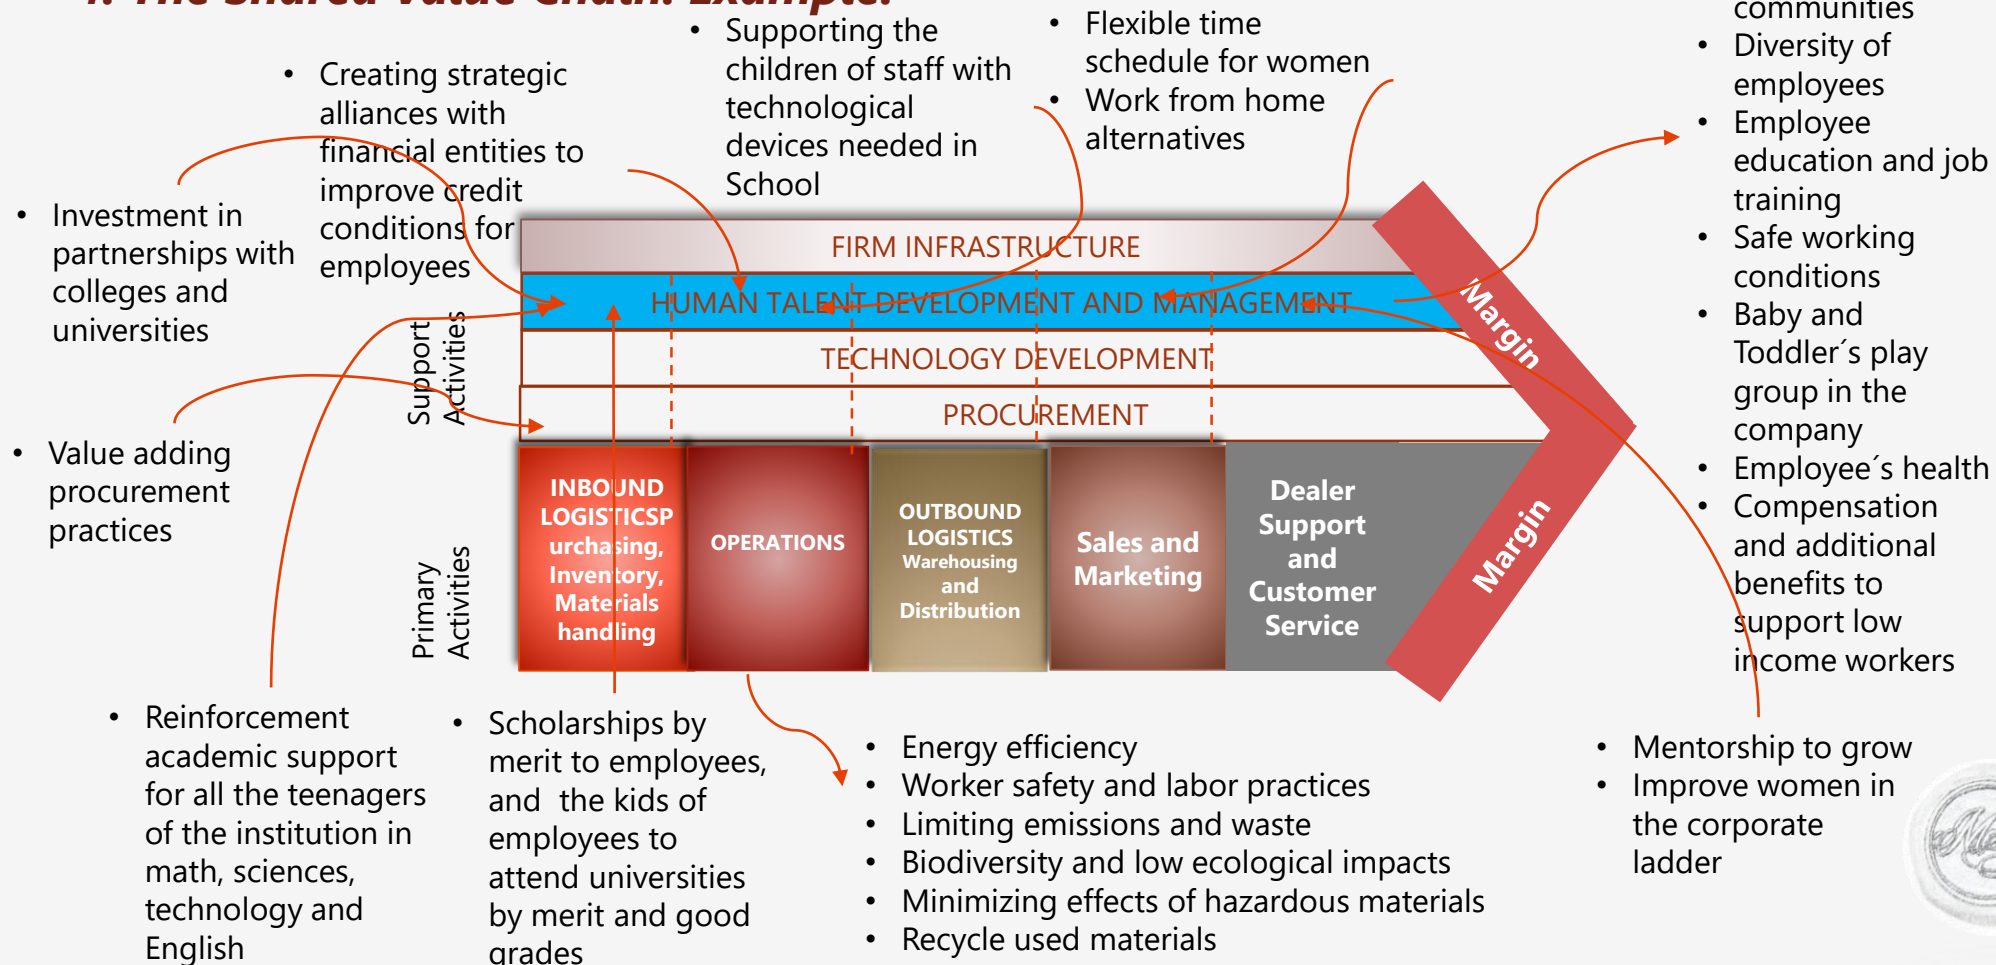 4. The Shared Value Chain: Example:
• Creating strategic
alliances with
financial entities to
improve credit
conditions for
employees
• Supporting the
children of staff with
technological
devices needed in
School
• Flexible time
schedule for women
• Work from home
alternatives
communities
• Diversity of
employees
• Employee
education and job
training
• Safe working
conditions
• Baby and
Toddler´s play
group in the
company
• Employee´s health
• Compensation
and additional
benefits to
support low
income workers
• Investment in
partnerships with
colleges and
universities
• Value adding
procurement
practices
Support
Activities
Primary
Activities
FIRM INFRASTRUCTURE
HUMAN TALENT DEVELOPMENT AND MANAGEMENT
TECHNOLOGY DEVELOPMENT
PROCUREMENT
INBOUND
LOGISTICSP
urchasing,
Inventory,
Materials
handling
OPERATIONS
OUTBOUND
LOGISTICS
Warehousing
and
Distribution
Sales and
Marketing
Dealer
Support
and
Customer
Service
Margin
Margin
• Reinforcement
academic support
for all the teenagers
of the institution in
math, sciences,
technology and
English
• Scholarships by
merit to employees,
and  the kids of
employees to
attend universities
by merit and good
grades
• Energy efficiency
• Worker safety and labor practices
• Limiting emissions and waste
• Biodiversity and low ecological impacts
• Minimizing effects of hazardous materials
• Recycle used materials
• Mentorship to grow
• Improve women in
the corporate
ladder